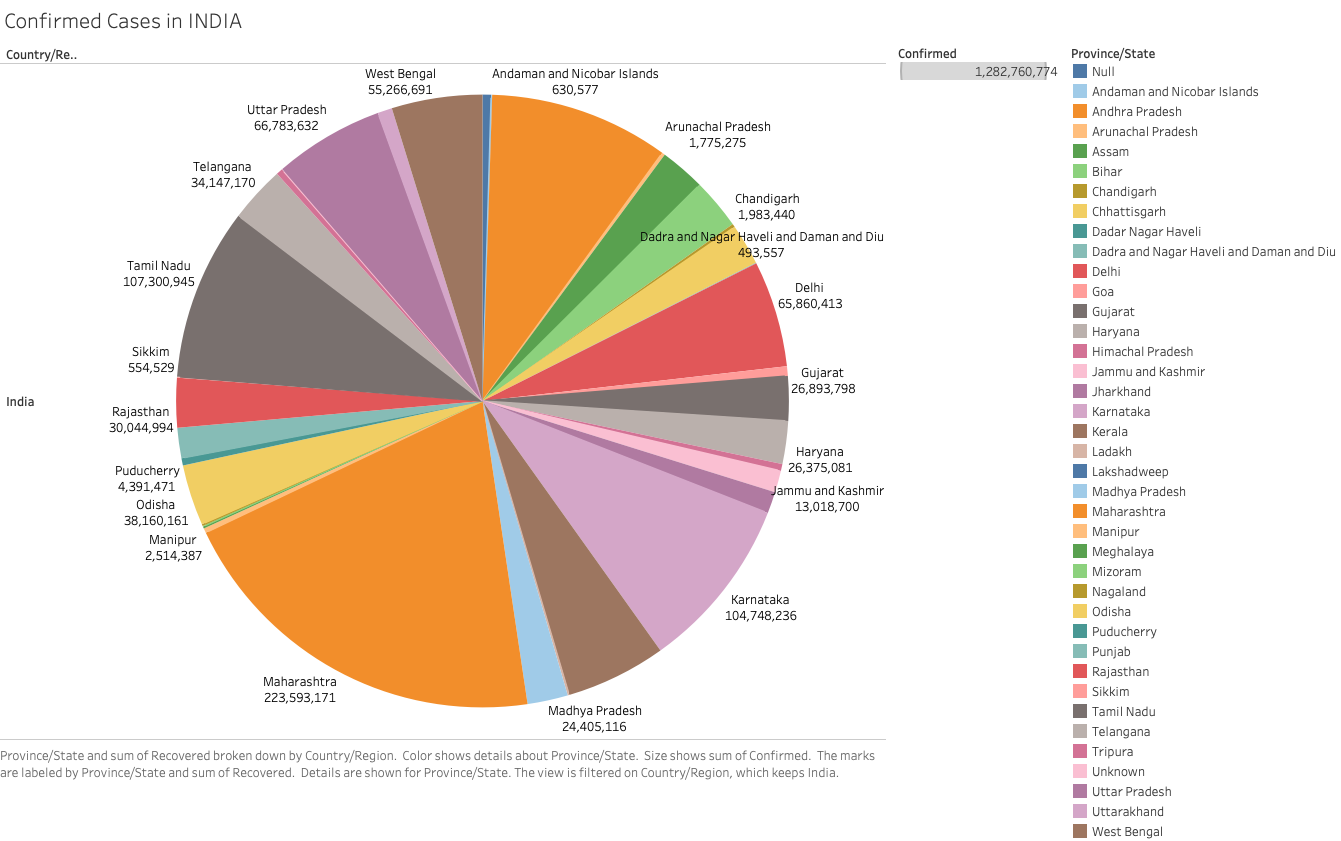 Confirmed Cases in INDIA
Country/Re..
West Bengal
55,266,691
Andaman and Nicobar Islands
630,577
Uttar Pradesh
66,783,632
Arunachal Pradesh
1,775,275
Telangana
34,147,170
Chandigarh
1,983,440
Dadra and Nagar Haveli and Daman and Diu
493,557
Tamil Nadu
107,300,945
Delhi
65,860,413
Sikkim
554,529
Gujarat
26,893,798
India
Rajasthan
30,044,994
Haryana
26,375,081
Puducherry
4,391,471
Jammu and Kashmir
13,018,700
Odisha
38,160,161
Manipur
2,514,387
Karnataka
104,748,236
Maharashtra
223,593,171
Madhya Pradesh
24,405,116
Province/State and sum of Recovered broken down by Country/Region.  Color shows details about Province/State.  Size shows sum of Confirmed.  The marks
are labeled by Province/State and sum of Recovered.  Details are shown for Province/State. The view is filtered on Country/Region, which keeps India.
Confirmed
1,282,760,774
Province/State
Null
Andaman and Nicobar Islands
Andhra Pradesh
Arunachal Pradesh
Assam
Bihar
Chandigarh
Chhattisgarh
Dadar Nagar Haveli
Dadra and Nagar Haveli and Daman and Diu
Delhi
Goa
Gujarat
Haryana
Himachal Pradesh
Jammu and Kashmir
Jharkhand
Karnataka
Kerala
Ladakh
Lakshadweep
Madhya Pradesh
Maharashtra
Manipur
Meghalaya
Mizoram
Nagaland
Odisha
Puducherry
Punjab
Rajasthan
Sikkim
Tamil Nadu
Telangana
Tripura
Unknown
Uttar Pradesh
Uttarakhand
West Bengal